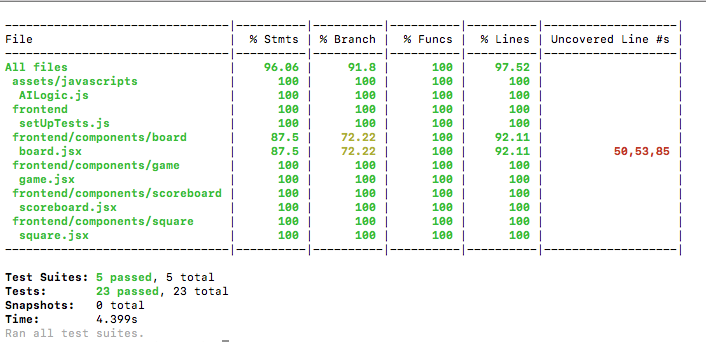 -----------------------------|----------|----------|----------|----------|-------------------|
File                         |  % Stmts | % Branch |  % Funcs |  % Lines | Uncovered Line #s |
-----------------------------|----------|----------|----------|----------|-------------------|
All files                    |    96.06 |     91.8 |      100 |    97.52 |                   |
 assets/javascripts          |      100 |      100 |      100 |      100 |                   |
  AILogic.js                 |      100 |      100 |      100 |      100 |                   |
 frontend                    |      100 |      100 |      100 |      100 |                   |
  setUpTests.js              |      100 |      100 |      100 |      100 |                   |
 frontend/components/board   |     87.5 |    72.22 |      100 |    92.11 |                   |
  board.jsx                  |     87.5 |    72.22 |      100 |    92.11 |          50,53,85 |
 frontend/components/game    |      100 |      100 |      100 |      100 |                   |
  game.jsx                   |      100 |      100 |      100 |      100 |                   |
 frontend/components/scoreboard |      100 |      100 |      100 |      100 |                   |
  scoreboard.jsx             |      100 |      100 |      100 |      100 |                   |
 frontend/components/square  |      100 |      100 |      100 |      100 |                   |
  square.jsx                 |      100 |      100 |      100 |      100 |                   |
-----------------------------|----------|----------|----------|----------|-------------------|
Test Suites: 5 passed, 5 total
Tests:       23 passed, 23 total
Snapshots:   0 total
Time:        4.399s
Ran all test suites.